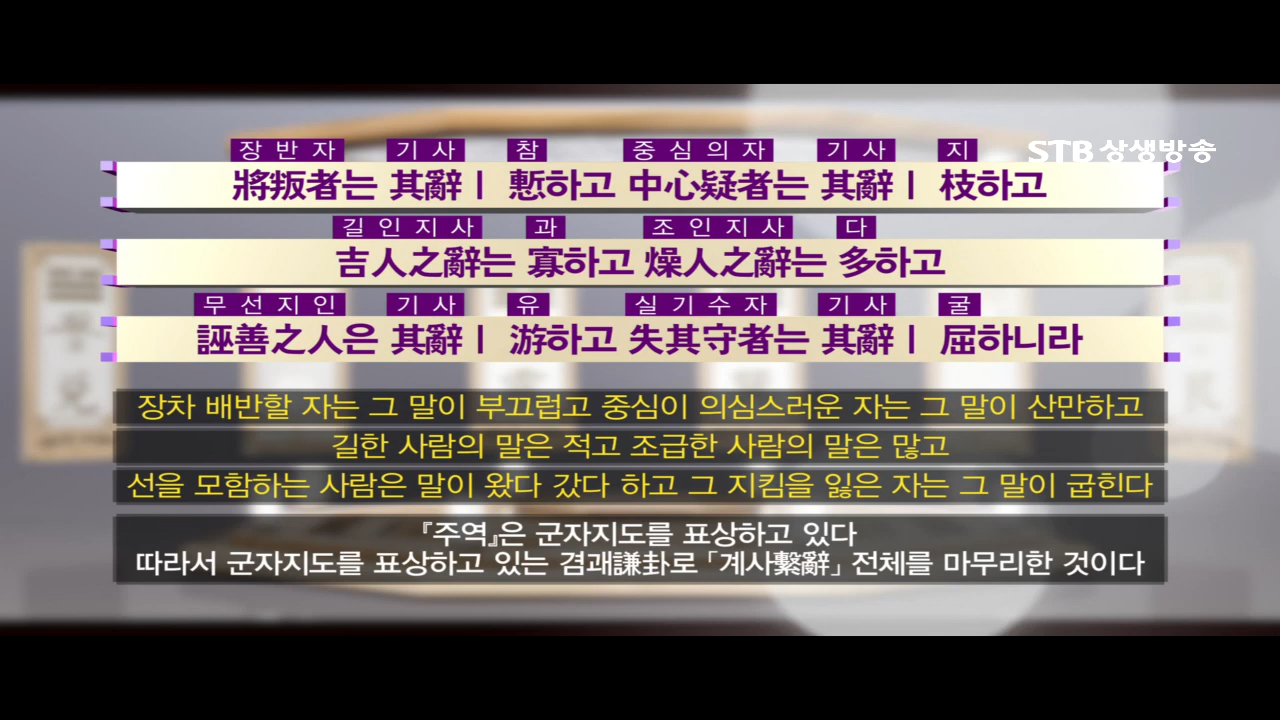 STB 상생방송
장반자 기사 참 중심의자 기사 지
將叛者는 其辭ㅣ 慙하고 中心疑者는 其辭ㅣ 枝하고
길인지사 과 조인지사 다
吉人之辭는 寡하고 燥人之辭는 多하고
무선지인 기사 유 실기수자 기사 굴
誣善之人은 其辭ㅣ 游하고 失其守者는 其辭ㅣ 屈하니라
장차 배반할 자는 그 말이 부끄럽고 중심이 의심스러운 자는 그 말이 산만하고
길한 사람의 말은 적고 조급한 사람의 말은 많고
선을 모함하는 사람은 말이 왔다 갔다 하고 그 지킴을 잃은 자는 그 말이 굽힌다
『주역』은 군자지도를 표상하고 있다
따라서 군자지도를 표상하고 있는 겸괘謙卦로 「계사繫辭」 전체를 마무리한 것이다